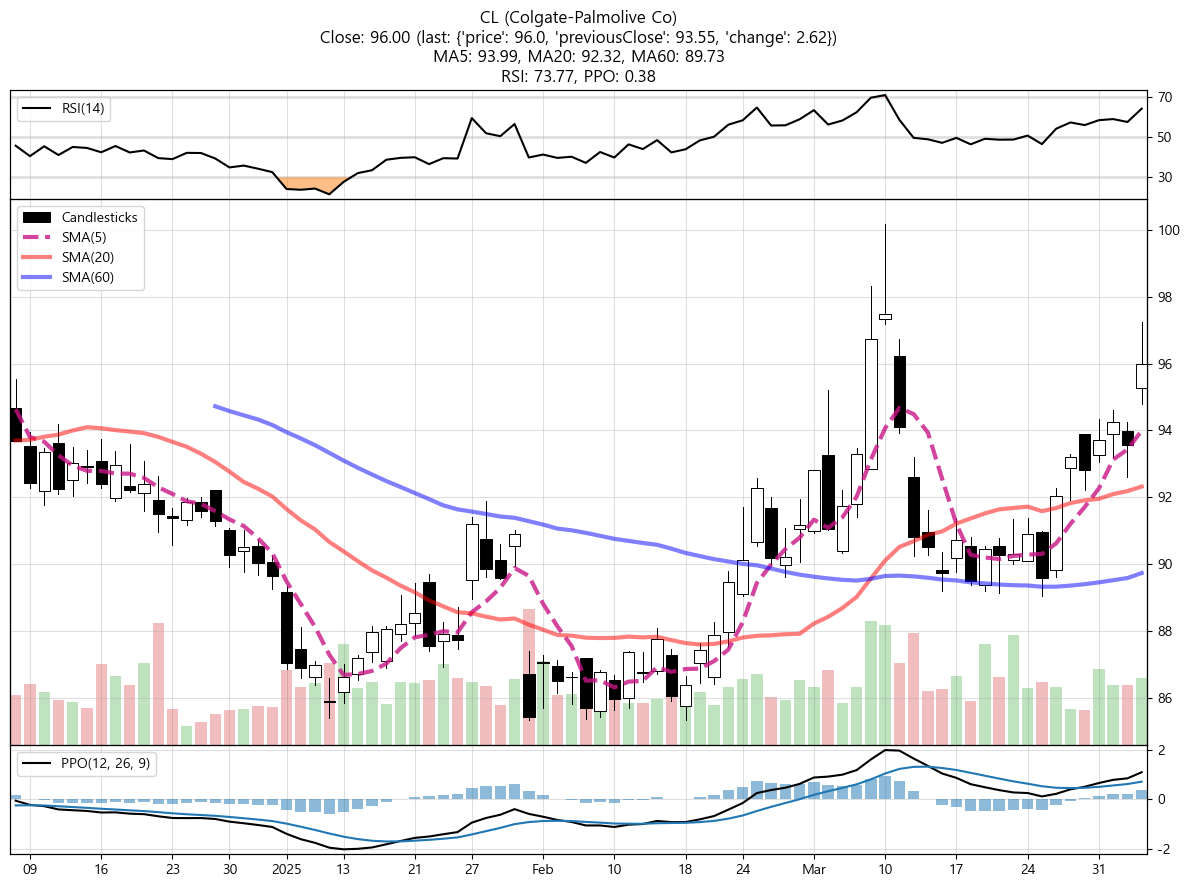 CL (Colgate-Palmolive Co)
Close: 96.00 (last: {'price': 96.0, 'previousClose': 93.55, 'change': 2.62})
MA5: 93.99, MA20: 92.32, MA60: 89.73
RSI: 73.77, PPO: 0.38
RSI(14)
70
50
30
Candlesticks
SMA(5)
SMA(20)
SMA(60)
100
98
96
94
92
90
88
86
PPO(12, 26, 9)
2
0
-2
09 16 23 30 2025 13 21 27 Feb 10 18 24 Mar 10 17 24 31